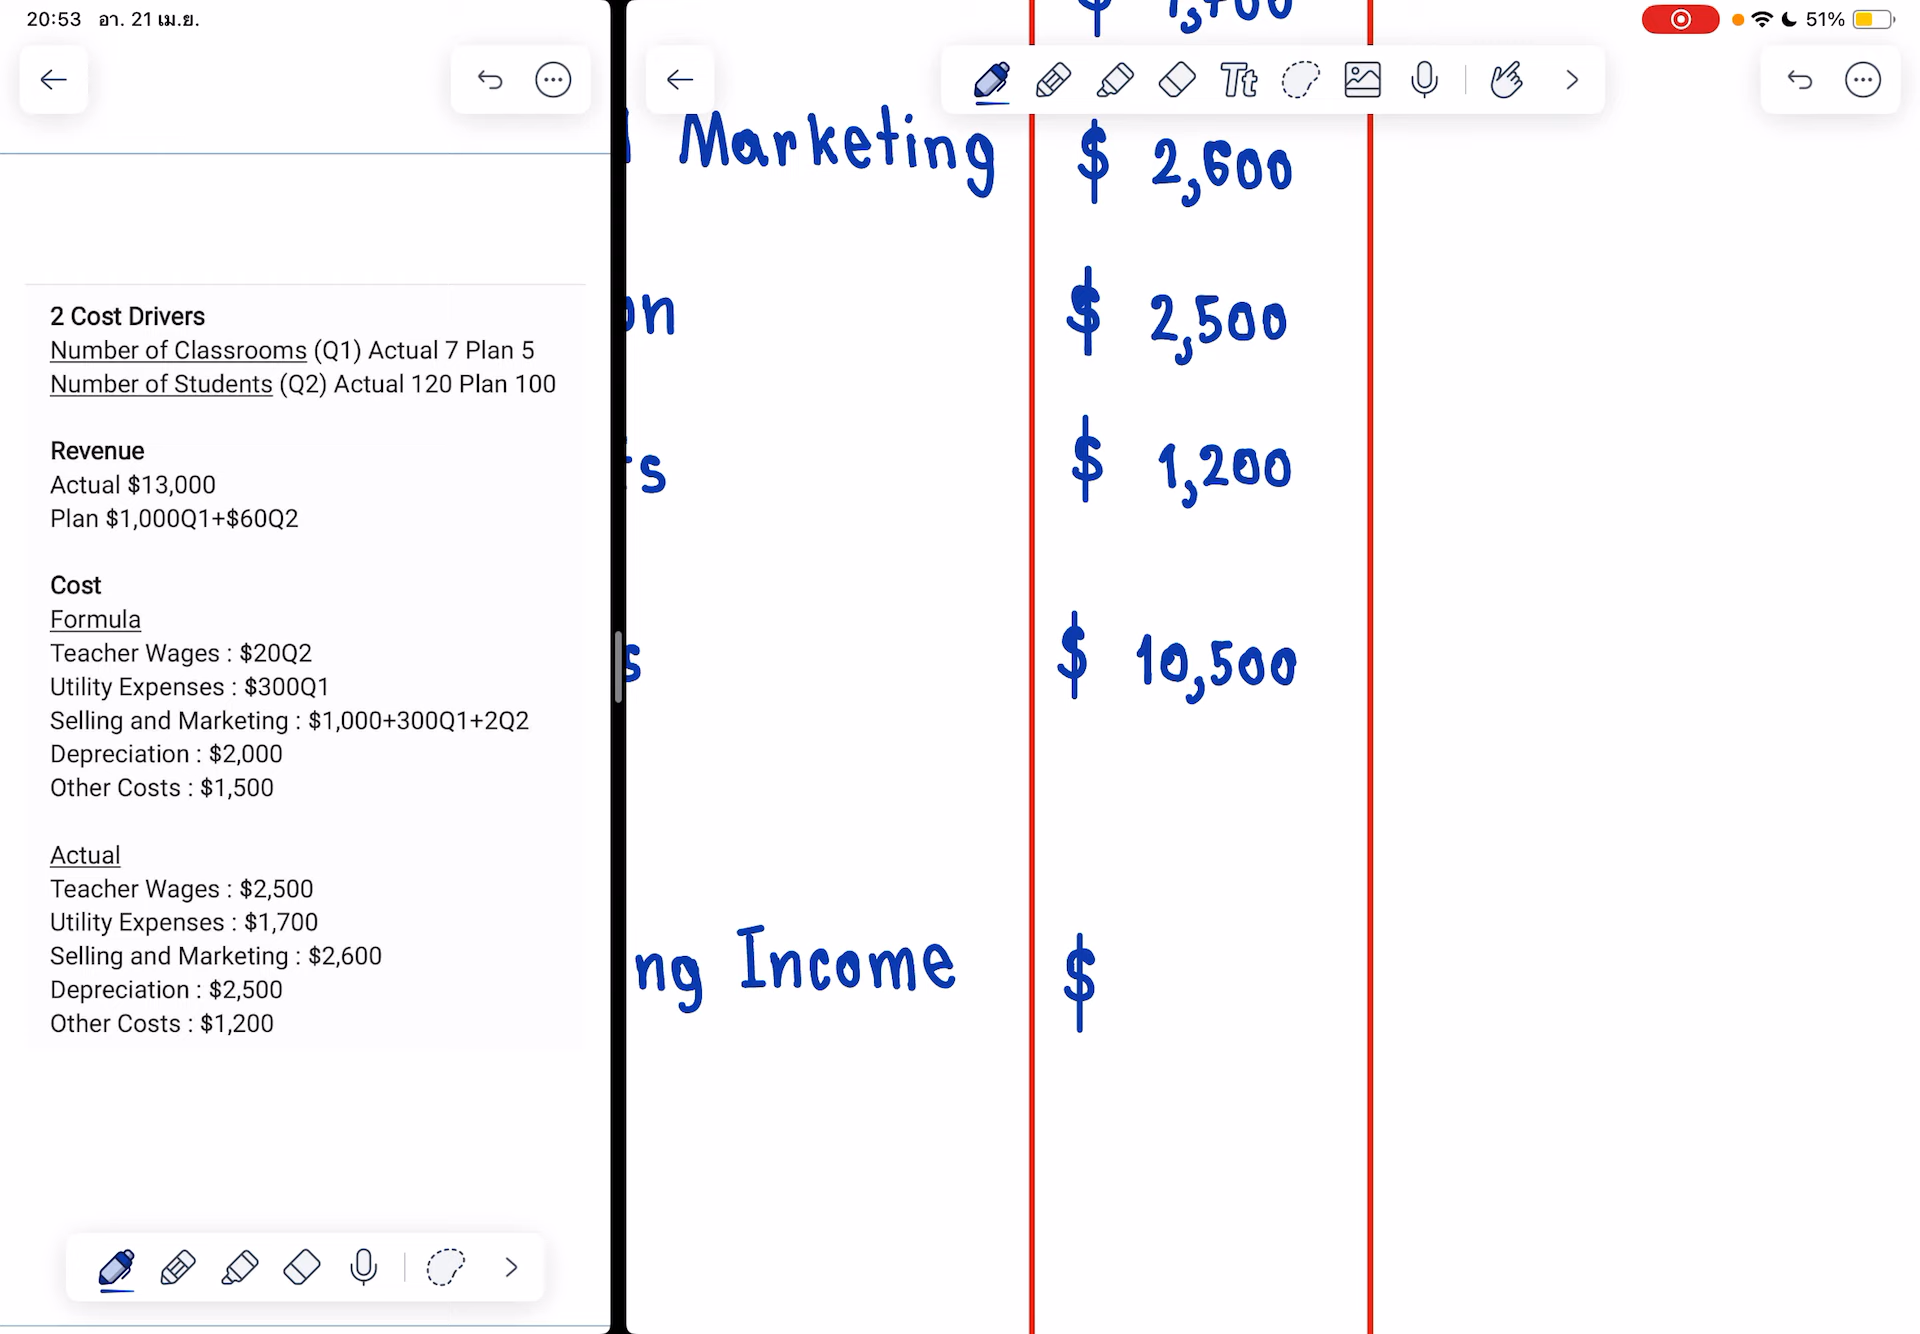 20:53 อา. 21 เม.ย.
51%
2 Cost Drivers
Number of Classrooms (Q1) Actual 7 Plan 5
Number of Students (Q2) Actual 120 Plan 100
Revenue
Actual $13,000
Plan $1,000Q1+$60Q2
Cost
Formula
Teacher Wages : $20Q2
Utility Expenses : $300Q1
Selling and Marketing : $1,000+300Q1+2Q2
Depreciation : $2,000
Other Costs : $1,500
Actual
Teacher Wages : $2,500
Utility Expenses : $1,700
Selling and Marketing : $2,600
Depreciation : $2,500
Other Costs : $1,200
Tt
Marketing $ 2,600
on $ 2,500
s $ 1,200
s $ 10,500
ng Income $